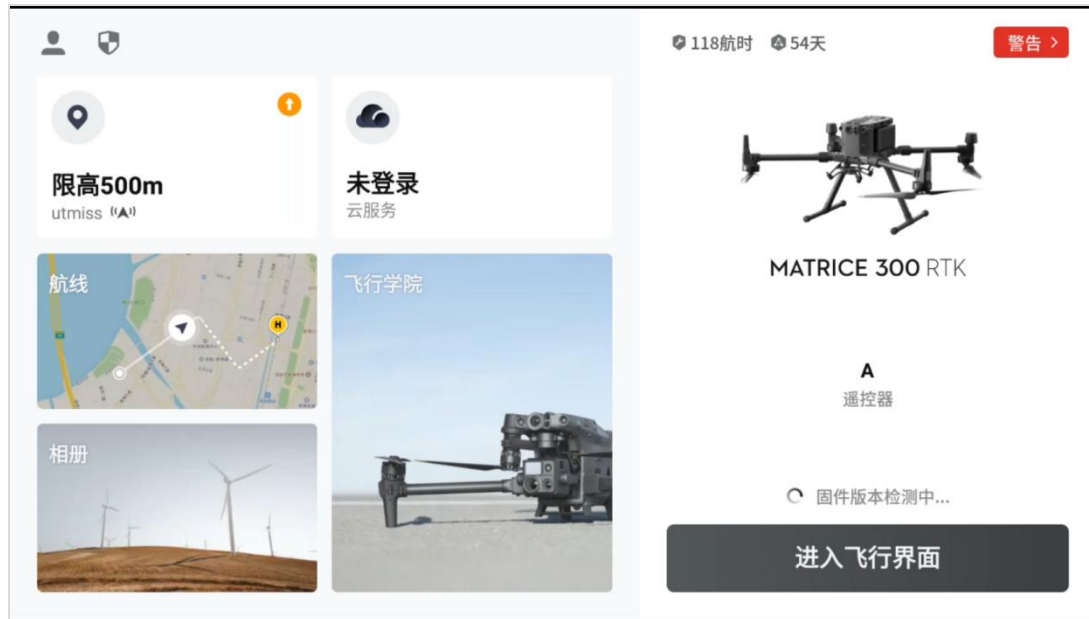 118航时 54天
警告
限高500m
utmiss
未登录
云服务
航线
H
飞行学院
相册
MATRICE 300 RTK
A
遥控器
固件版本检测中...
进入飞行界面